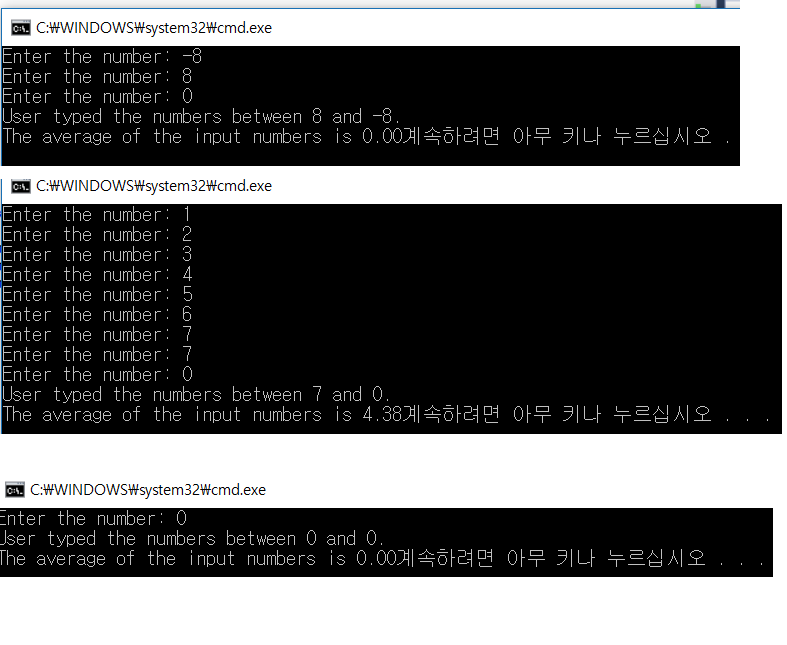 C:₩WINDOWS₩system32₩cmd.exe
Enter the number: -8
Enter the number: 8
Enter the number: 0
User typed the numbers between 8 and -8.
The average of the input numbers is 0.00계속하려면 아무 키나 누르십시오 .
C:₩WINDOWS₩system32₩cmd.exe
Enter the number: 1
Enter the number: 2
Enter the number: 3
Enter the number: 4
Enter the number: 5
Enter the number: 6
Enter the number: 7
Enter the number: 7
Enter the number: 0
User typed the numbers between 7 and 0.
The average of the input numbers is 4.38계속하려면 아무 키나 누르십시오 . . .
C:₩WINDOWS₩system32₩cmd.exe
Enter the number: 0
User typed the numbers between 0 and 0.
The average of the input numbers is 0.00계속하려면 아무 키나 누르십시오 . . .